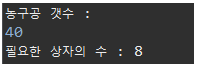 농구공 갯수 :
40
필요한 상자의 수 : 8